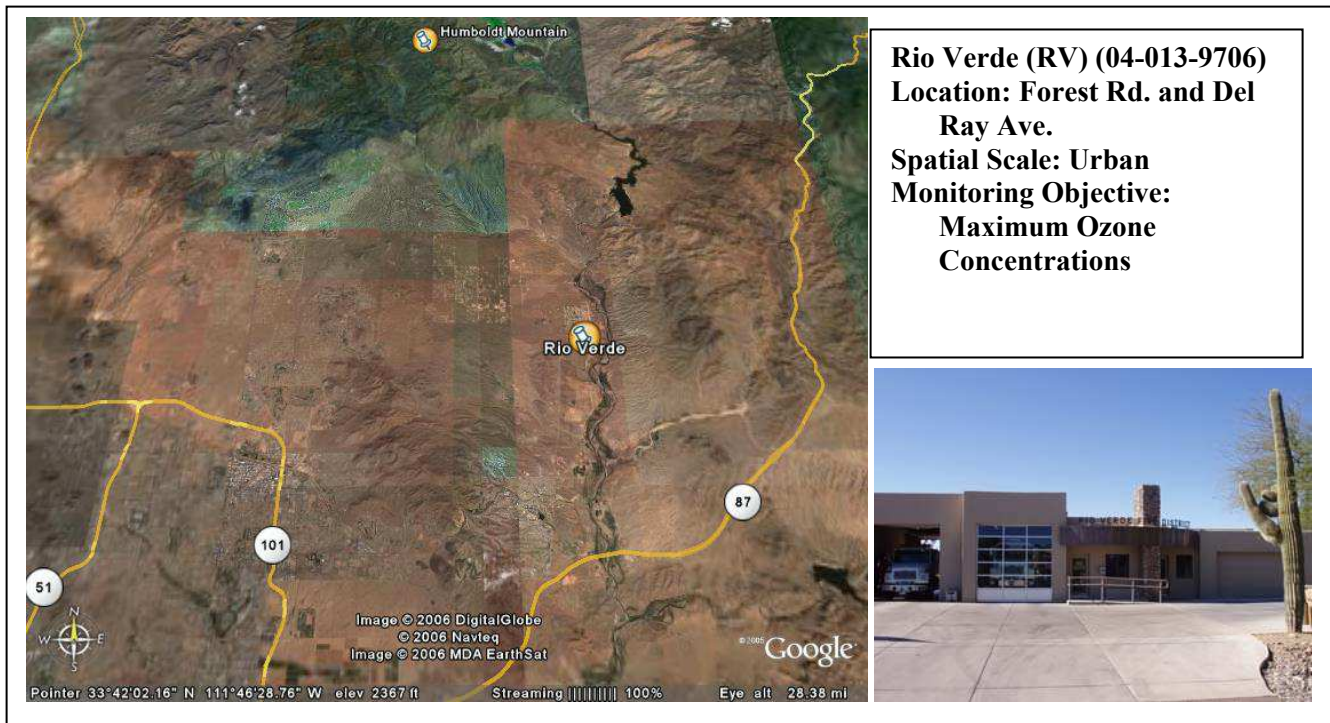 Humboldt Mountain
Rio Verde
87
101
51
N
W E
S
Image © 2006 DigitalGlobe
© 2006 Navteq
Image © 2006 MDA EarthSat
©2005 Google
Pointer 33°42'02.16" N 111°46'28.76" W elev 2367 ft Streaming 100% Eye alt 28.38 mi
Rio Verde (RV) (04-013-9706)
Location: Forest Rd. and Del
Ray Ave.
Spatial Scale: Urban
Monitoring Objective:
Maximum Ozone
Concentrations
RIO VERDE DISTRICT